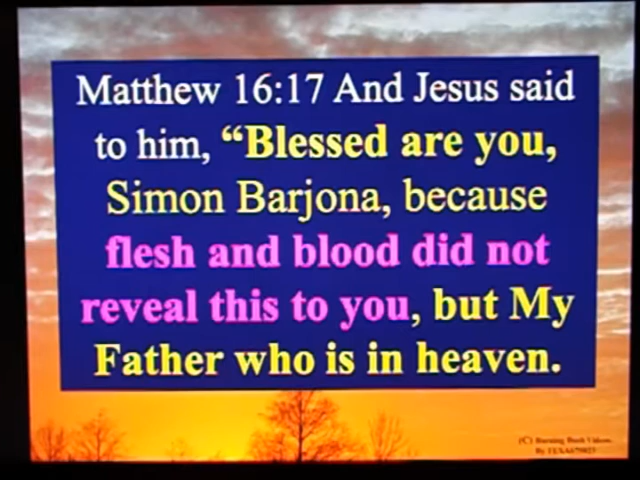 Matthew 16:17 And Jesus said
to him, “Blessed are you,
Simon Barjona, because
flesh and blood did not
reveal this to you, but My
Father who is in heaven.
(C) Burning Bush Videos